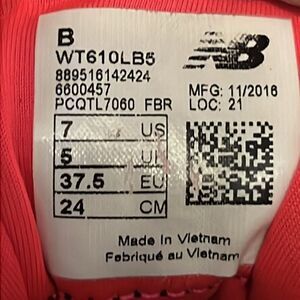 B
WT610LB5
889516142424
6600457
PCQTL7060 FBR
NB
MFG: 11/2016
LOC: 21
7 US
5 UK
37.5 EU
24 CM
Made in Vietnam
Fabriqué au Vietnam